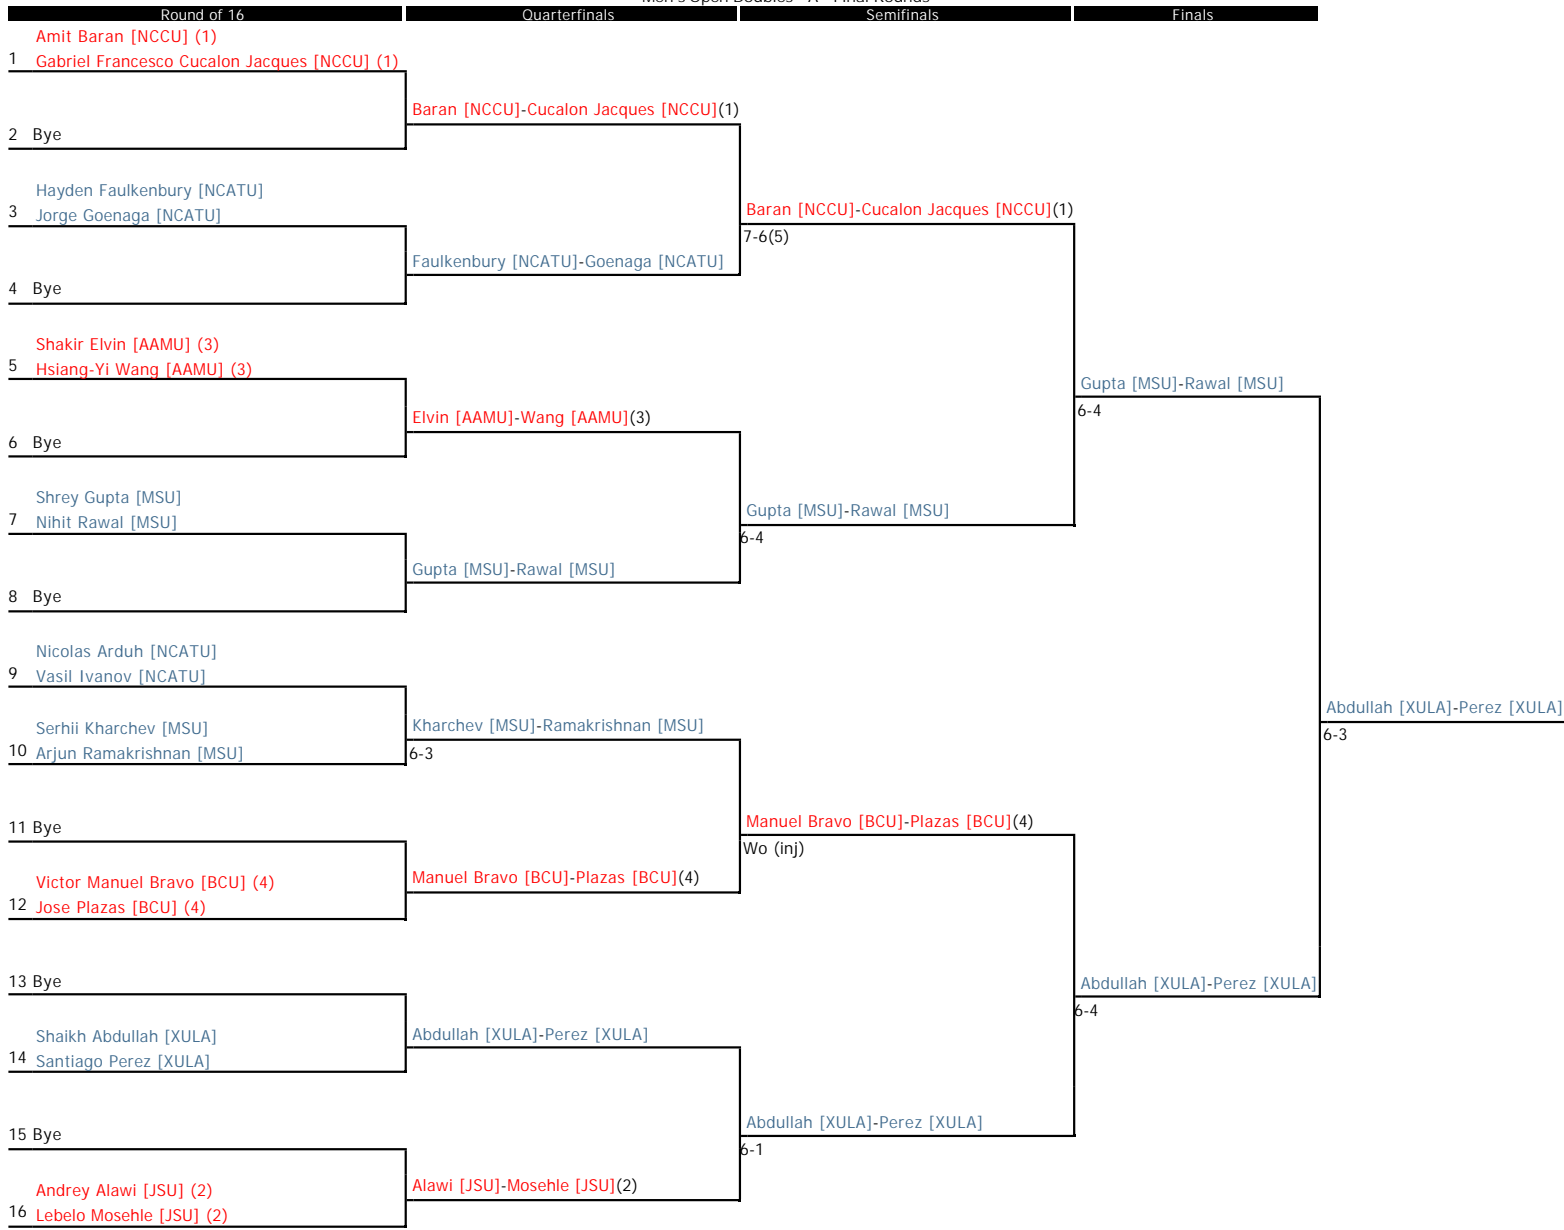 Men's Open Doubles - A - Final Rounds
Round of 16
Quarterfinals
Semifinals
Finals
Amit Baran [NCCU] (1)
1 Gabriel Francesco Cucalon Jacques [NCCU] (1)
Baran [NCCU]-Cucalon Jacques [NCCU](1)
2 Bye
Hayden Faulkenbury [NCATU]
3 Jorge Goenaga [NCATU]
Baran [NCCU]-Cucalon Jacques [NCCU](1)
7-6(5)
Faulkenbury [NCATU]-Goenaga [NCATU]
4 Bye
Shakir Elvin [AAMU] (3)
5 Hsiang-Yi Wang [AAMU] (3)
Gupta [MSU]-Rawal [MSU]
6-4
Elvin [AAMU]-Wang [AAMU](3)
6 Bye
Shrey Gupta [MSU]
7 Nihit Rawal [MSU]
Gupta [MSU]-Rawal [MSU]
6-4
Gupta [MSU]-Rawal [MSU]
8 Bye
Nicolas Arduh [NCATU]
9 Vasil Ivanov [NCATU]
Abdullah [XULA]-Perez [XULA]
6-3
Serhii Kharchev [MSU]
10 Arjun Ramakrishnan [MSU]
Kharchev [MSU]-Ramakrishnan [MSU]
6-3
11 Bye
Manuel Bravo [BCU]-Plazas [BCU](4)
Wo (inj)
Victor Manuel Bravo [BCU] (4)
12 Jose Plazas [BCU] (4)
Manuel Bravo [BCU]-Plazas [BCU](4)
13 Bye
Abdullah [XULA]-Perez [XULA]
6-4
Shaikh Abdullah [XULA]
14 Santiago Perez [XULA]
Abdullah [XULA]-Perez [XULA]
15 Bye
Abdullah [XULA]-Perez [XULA]
6-1
Andrey Alawi [JSU] (2)
16 Lebelo Mosehle [JSU] (2)
Alawi [JSU]-Mosehle [JSU](2)